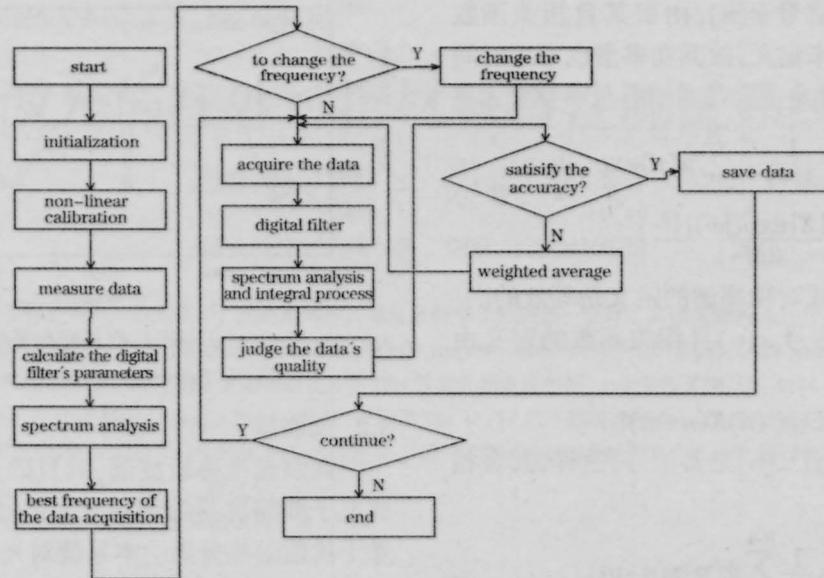 start
initialization
non-linear
calibration
measure data
calculate the digital
filter's parameters
spectrum analysis
best frequency of
the data acquisition
to change the
frequency?
Y
change the
frequency
N
acquire the data
digital filter
spectrum analysis
and integral process
judge the data's
quality
satisify the
accuracy?
Y
save data
N
weighted average
continue?
Y
N
end